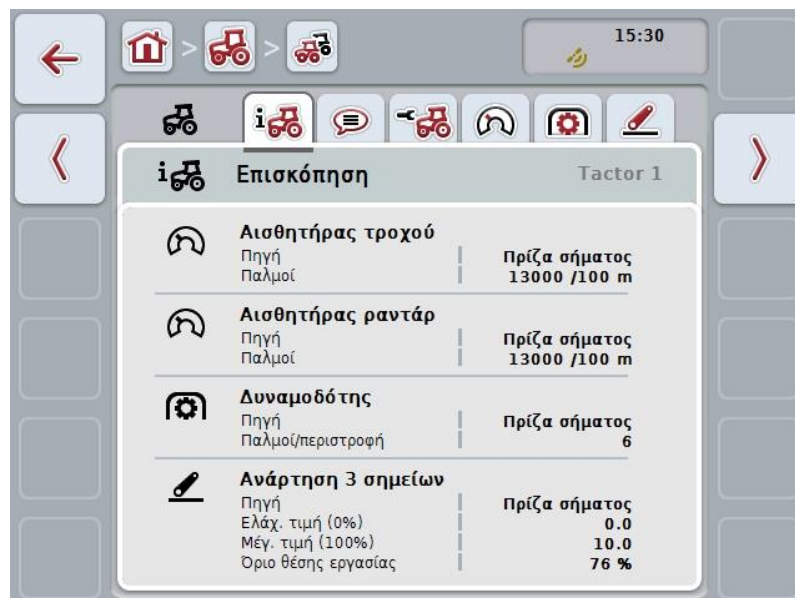 15:30
Επισκόπηση Tactor 1
Αισθητήρας τροχού
Πηγή Πρίζα σήματος
Παλμοί 13000 /100 m
Αισθητήρας ραντάρ
Πηγή Πρίζα σήματος
Παλμοί 13000 /100 m
Δυναμοδότης
Πηγή Πρίζα σήματος
Παλμοί/περιστροφή 6
Ανάρτηση 3 σημείων
Πηγή Πρίζα σήματος
Ελάχ. τιμή (0%) 0.0
Μέγ. τιμή (100%) 10.0
Όριο θέσης εργασίας 76 %